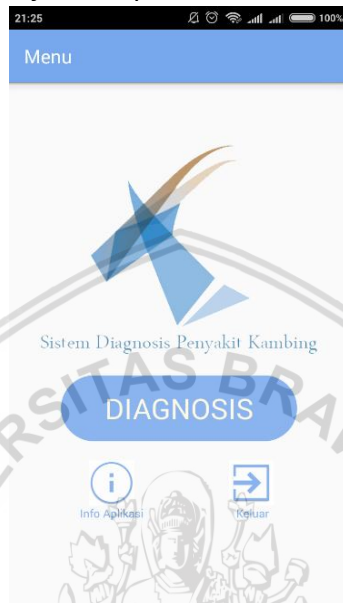 21:25 100%
Menu
Sistem Diagnosis Penyakit Kambing
DIAGNOSIS
Info Aplikasi Keluar